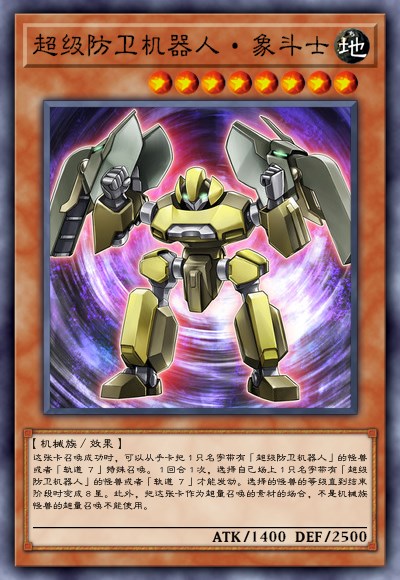 超级防卫机器人·象斗士
地
【机械族／效果】
这张卡召唤成功时，可以从手卡把1只名字带有「超级防卫机器人」的怪兽
或者「轨道 7」特殊召唤。1回合1次，选择自己场上1只名字带有「超级
防卫机器人」的怪兽或者「轨道 7」才能发动。选择的怪兽的等级直到结束
阶段时变成8星。此外，把这张卡作为超量召唤的素材的场合，不是机械族
怪兽的超量召唤不能使用。
ATK/1400 DEF/2500